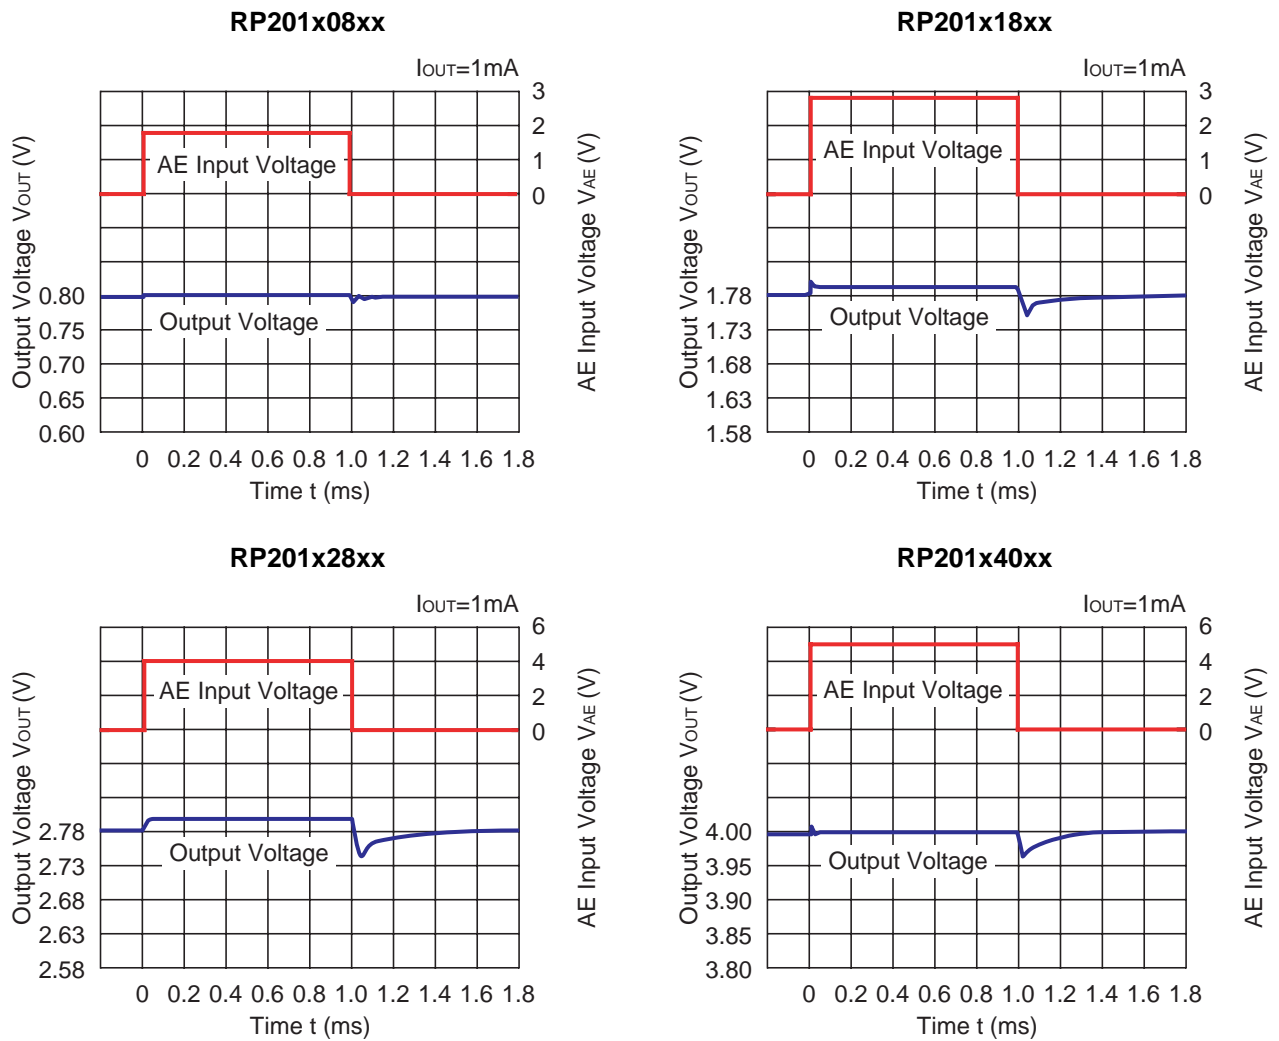 RP201x08xx
IOUT=1mA
Output Voltage VOUT (V)
0.80
0.75
0.70
0.65
0.60
3
2
1
0
AE Input Voltage VAE (V)
AE Input Voltage
Output Voltage
0 0.2 0.4 0.6 0.8 1.0 1.2 1.4 1.6 1.8
Time t (ms)
RP201x18xx
IOUT=1mA
Output Voltage VOUT (V)
1.78
1.73
1.68
1.63
1.58
3
2
1
0
AE Input Voltage VAE (V)
AE Input Voltage
Output Voltage
0 0.2 0.4 0.6 0.8 1.0 1.2 1.4 1.6 1.8
Time t (ms)
RP201x28xx
IOUT=1mA
Output Voltage VOUT (V)
2.78
2.73
2.68
2.63
2.58
6
4
2
0
AE Input Voltage VAE (V)
AE Input Voltage
Output Voltage
0 0.2 0.4 0.6 0.8 1.0 1.2 1.4 1.6 1.8
Time t (ms)
RP201x40xx
IOUT=1mA
Output Voltage VOUT (V)
4.00
3.95
3.90
3.85
3.80
6
4
2
0
AE Input Voltage VAE (V)
AE Input Voltage
Output Voltage
0 0.2 0.4 0.6 0.8 1.0 1.2 1.4 1.6 1.8
Time t (ms)